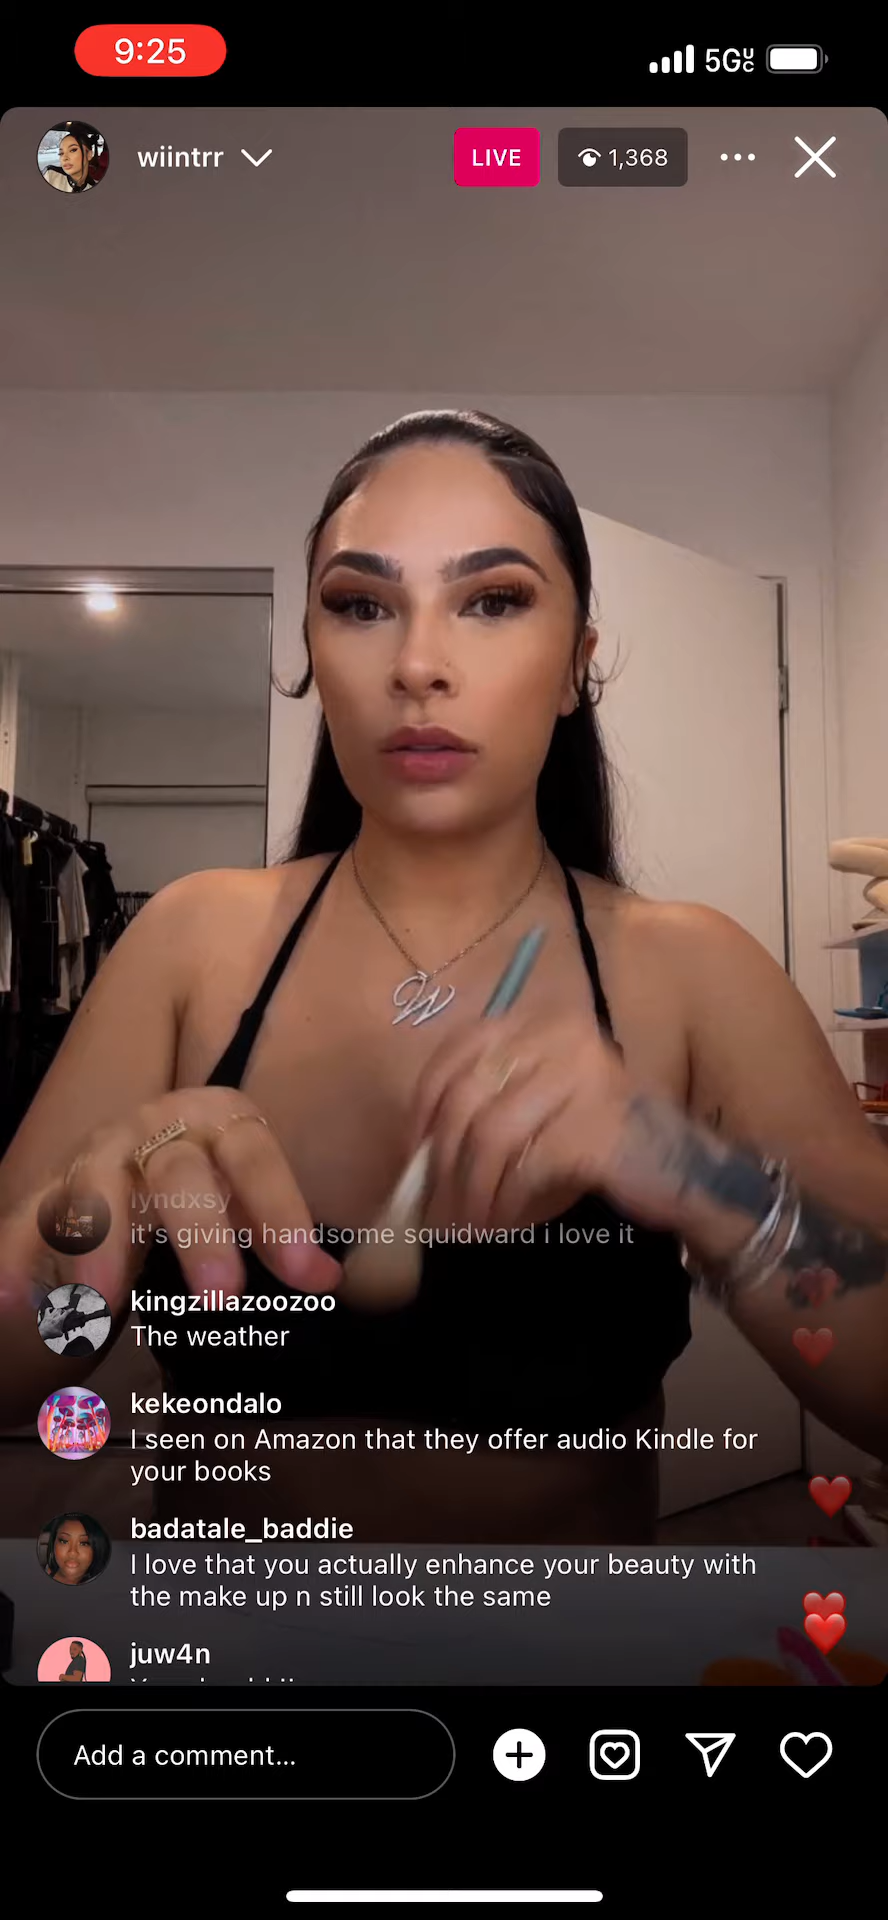 9:25
5G UC
wiintrr
LIVE
1,368
W
lyndxsy
it's giving handsome squidward i love it
kingzillazoozoo
The weather
kekeondalo
I seen on Amazon that they offer audio Kindle for
your books
badatale_baddie
I love that you actually enhance your beauty with
the make up n still look the same
juw4n
Add a comment...